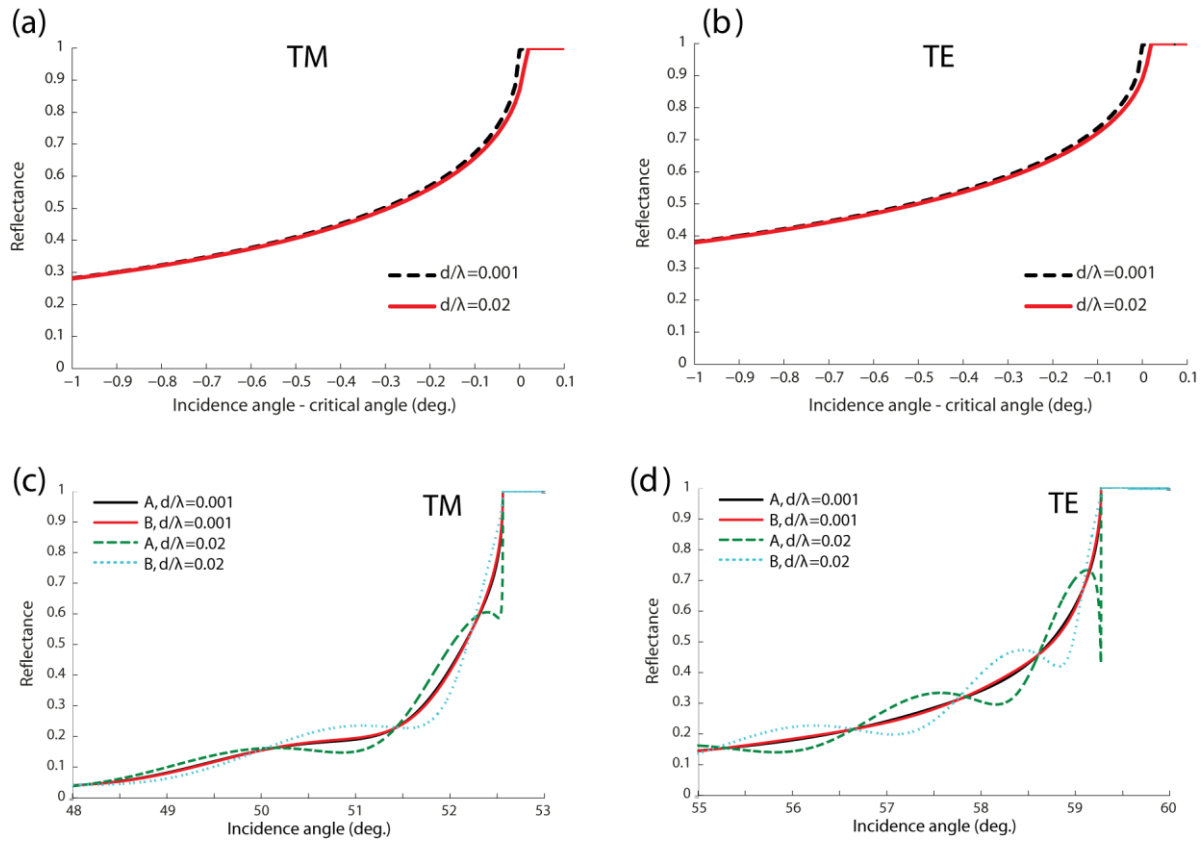 (a)
TM
1
0.9
0.8
0.7
0.6
0.5
0.4
0.3
0.2
0.1
0
Reflectance
d/λ=0.001
d/λ=0.02
−1 −0.9 −0.8 −0.7 −0.6 −0.5 −0.4 −0.3 −0.2 −0.1 0 0.1
Incidence angle - critical angle (deg.)
(b)
TE
1
0.9
0.8
0.7
0.6
0.5
0.4
0.3
0.2
0.1
0
Reflectance
d/λ=0.001
d/λ=0.02
−1 −0.9 −0.8 −0.7 −0.6 −0.5 −0.4 −0.3 −0.2 −0.1 0 0.1
Incidence angle - critical angle (deg.)
(c)
TM
A, d/λ=0.001
B, d/λ=0.001
A, d/λ=0.02
B, d/λ=0.02
1
0.9
0.8
0.7
0.6
0.5
0.4
0.3
0.2
0.1
0
Reflectance
48 49 50 51 52 53
Incidence angle (deg.)
(d)
TE
A, d/λ=0.001
B, d/λ=0.001
A, d/λ=0.02
B, d/λ=0.02
1
0.9
0.8
0.7
0.6
0.5
0.4
0.3
0.2
0.1
0
Reflectance
55 56 57 58 59 60
Incidence angle (deg.)